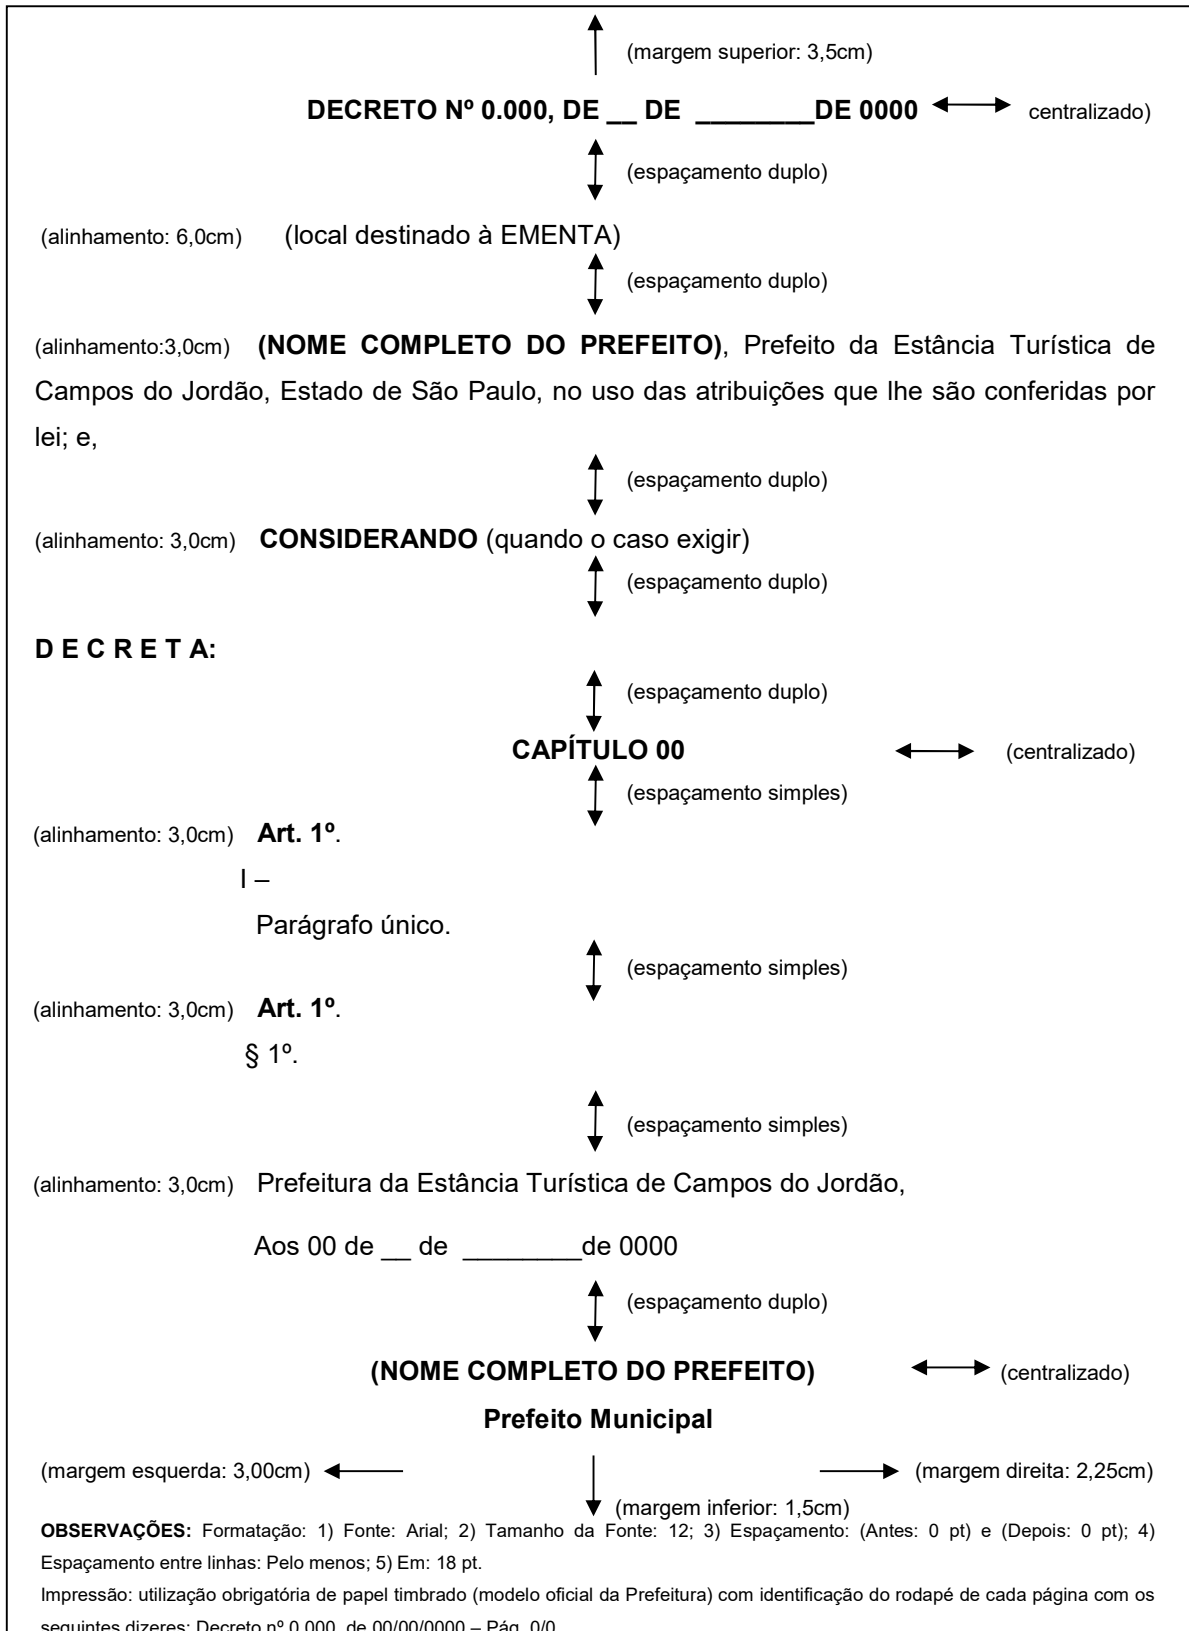 (margem superior: 3,5cm)
DECRETO Nº 0.000, DE __ DE ________DE 0000 centralizado)
(espaçamento duplo)
(alinhamento: 6,0cm) (local destinado à EMENTA)
(espaçamento duplo)
(alinhamento:3,0cm) (NOME COMPLETO DO PREFEITO), Prefeito da Estância Turística de
Campos do Jordão, Estado de São Paulo, no uso das atribuições que lhe são conferidas por
lei; e,
(espaçamento duplo)
(alinhamento: 3,0cm) CONSIDERANDO (quando o caso exigir)
(espaçamento duplo)
D E C R E T A:
(espaçamento duplo)
CAPÍTULO 00 (centralizado)
(espaçamento simples)
(alinhamento: 3,0cm) Art. 1º.
I –
Parágrafo único.
(espaçamento simples)
(alinhamento: 3,0cm) Art. 1º.
§ 1º.
(espaçamento simples)
(alinhamento: 3,0cm) Prefeitura da Estância Turística de Campos do Jordão,
Aos 00 de __ de ________de 0000
(espaçamento duplo)
(NOME COMPLETO DO PREFEITO) (centralizado)
Prefeito Municipal
(margem esquerda: 3,00cm) (margem direita: 2,25cm)
(margem inferior: 1,5cm)
OBSERVAÇÕES: Formatação: 1) Fonte: Arial; 2) Tamanho da Fonte: 12; 3) Espaçamento: (Antes: 0 pt) e (Depois: 0 pt); 4)
Espaçamento entre linhas: Pelo menos; 5) Em: 18 pt.
Impressão: utilização obrigatória de papel timbrado (modelo oficial da Prefeitura) com identificação do rodapé de cada página com os
seguintes dizeres: Decreto nº 0.000, de 00/00/0000 – Pág. 0/0